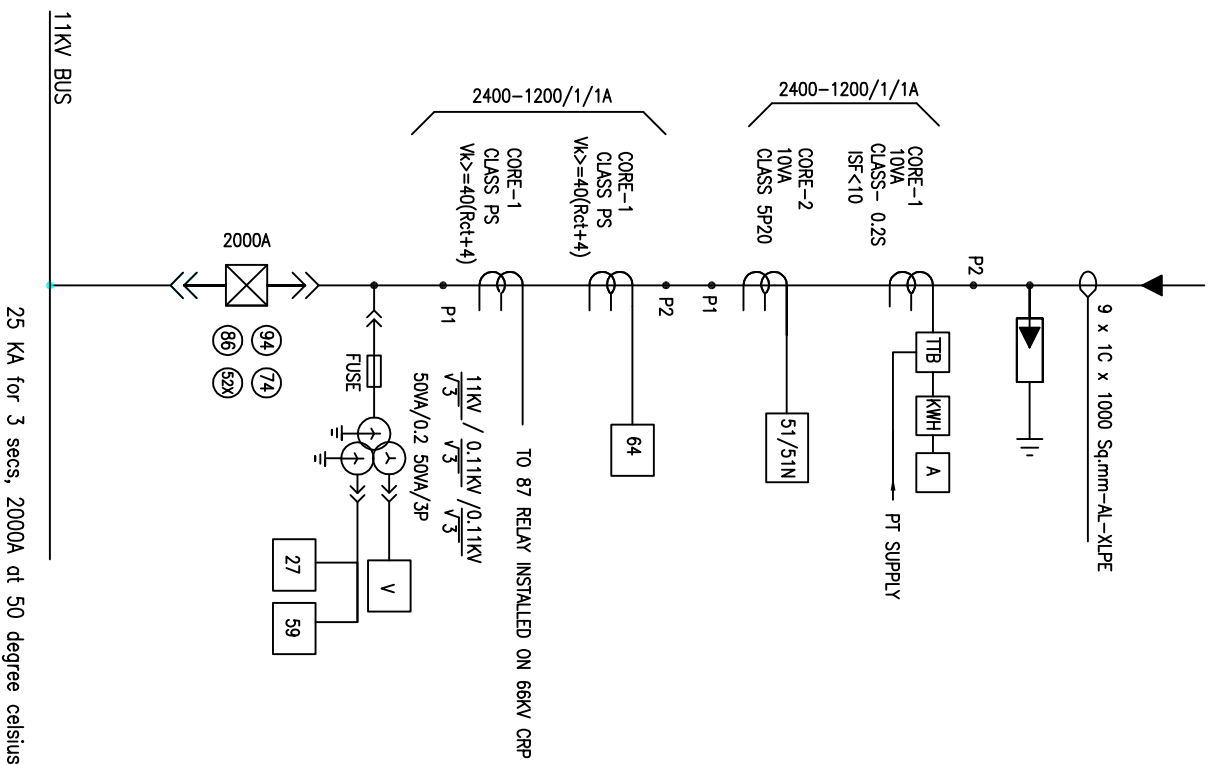 11KV BUS
25 KA for 3 secs, 2000A at 50 degree celsius
2000A
86
94
52X
74
FUSE
27
59
V
11KV / 0.11KV /0.11KV
√3 √3 √3
50VA/0.2 50VA/3P
P1
2400-1200/1/1A
CORE-1
CLASS PS
Vk>=40(Rct+4)
CORE-1
CLASS PS
Vk>=40(Rct+4)
TO 87 RELAY INSTALLED ON 66KV CRP
64
P2
P1
2400-1200/1/1A
CORE-2
10VA
CLASS 5P20
CORE-1
10VA
CLASS- 0.2S
ISF<10
51/51N
TTB
KWH
A
PT SUPPLY
P2
9 x 1C x 1000 Sq.mm-AL-XLPE